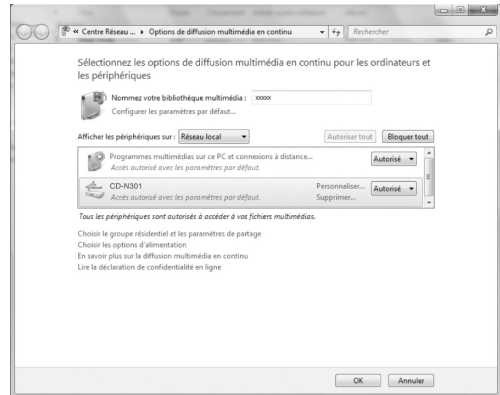 « Centre Réseau ... ▸ Options de diffusion multimédia en continu
Rechercher
Sélectionnez les options de diffusion multimédia en continu pour les ordinateurs et
les périphériques
Nommez votre bibliothèque multimédia : xxxxx
Configurer les paramètres par défaut...
Afficher les périphériques sur : Réseau local
Autoriser tout Bloquer tout
Programmes multimédias sur ce PC et connexions à distance...
Accès autorisé avec les paramètres par défaut.
Autorisé
CD-N301
Accès autorisé avec les paramètres par défaut.
Personnaliser...
Supprimer...
Autorisé
Tous les périphériques sont autorisés à accéder à vos fichiers multimédias.
Choisir le groupe résidentiel et les paramètres de partage
Choisir les options d'alimentation
En savoir plus sur la diffusion multimédia en continu
Lire la déclaration de confidentialité en ligne
OK Annuler